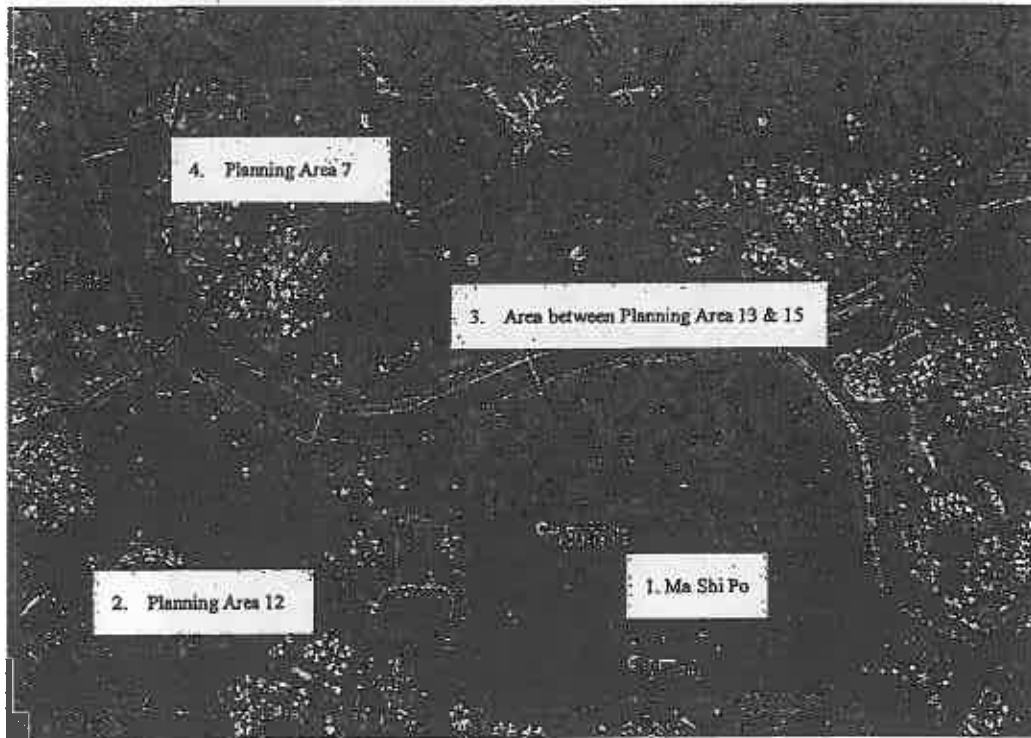 4. Planning Area 7
3. Area between Planning Area 13 & 15
2. Planning Area 12
1. Ma Shi Po